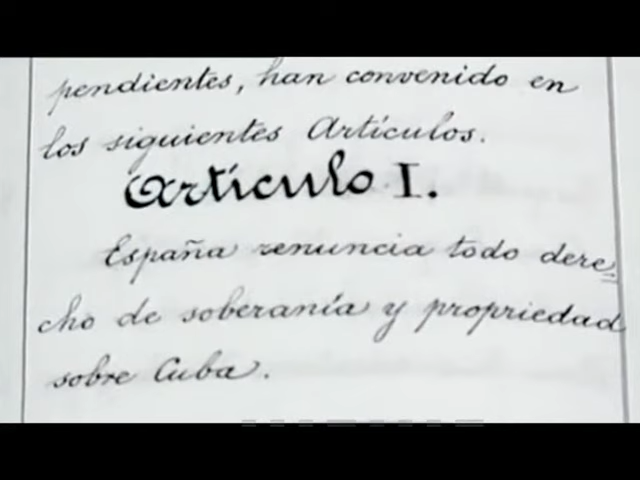 pendientes, han convenido en
los siguientes Artículos.
Artículo I.
España renuncia todo dere=
cho de soberanía y propriedad
sobre Cuba.